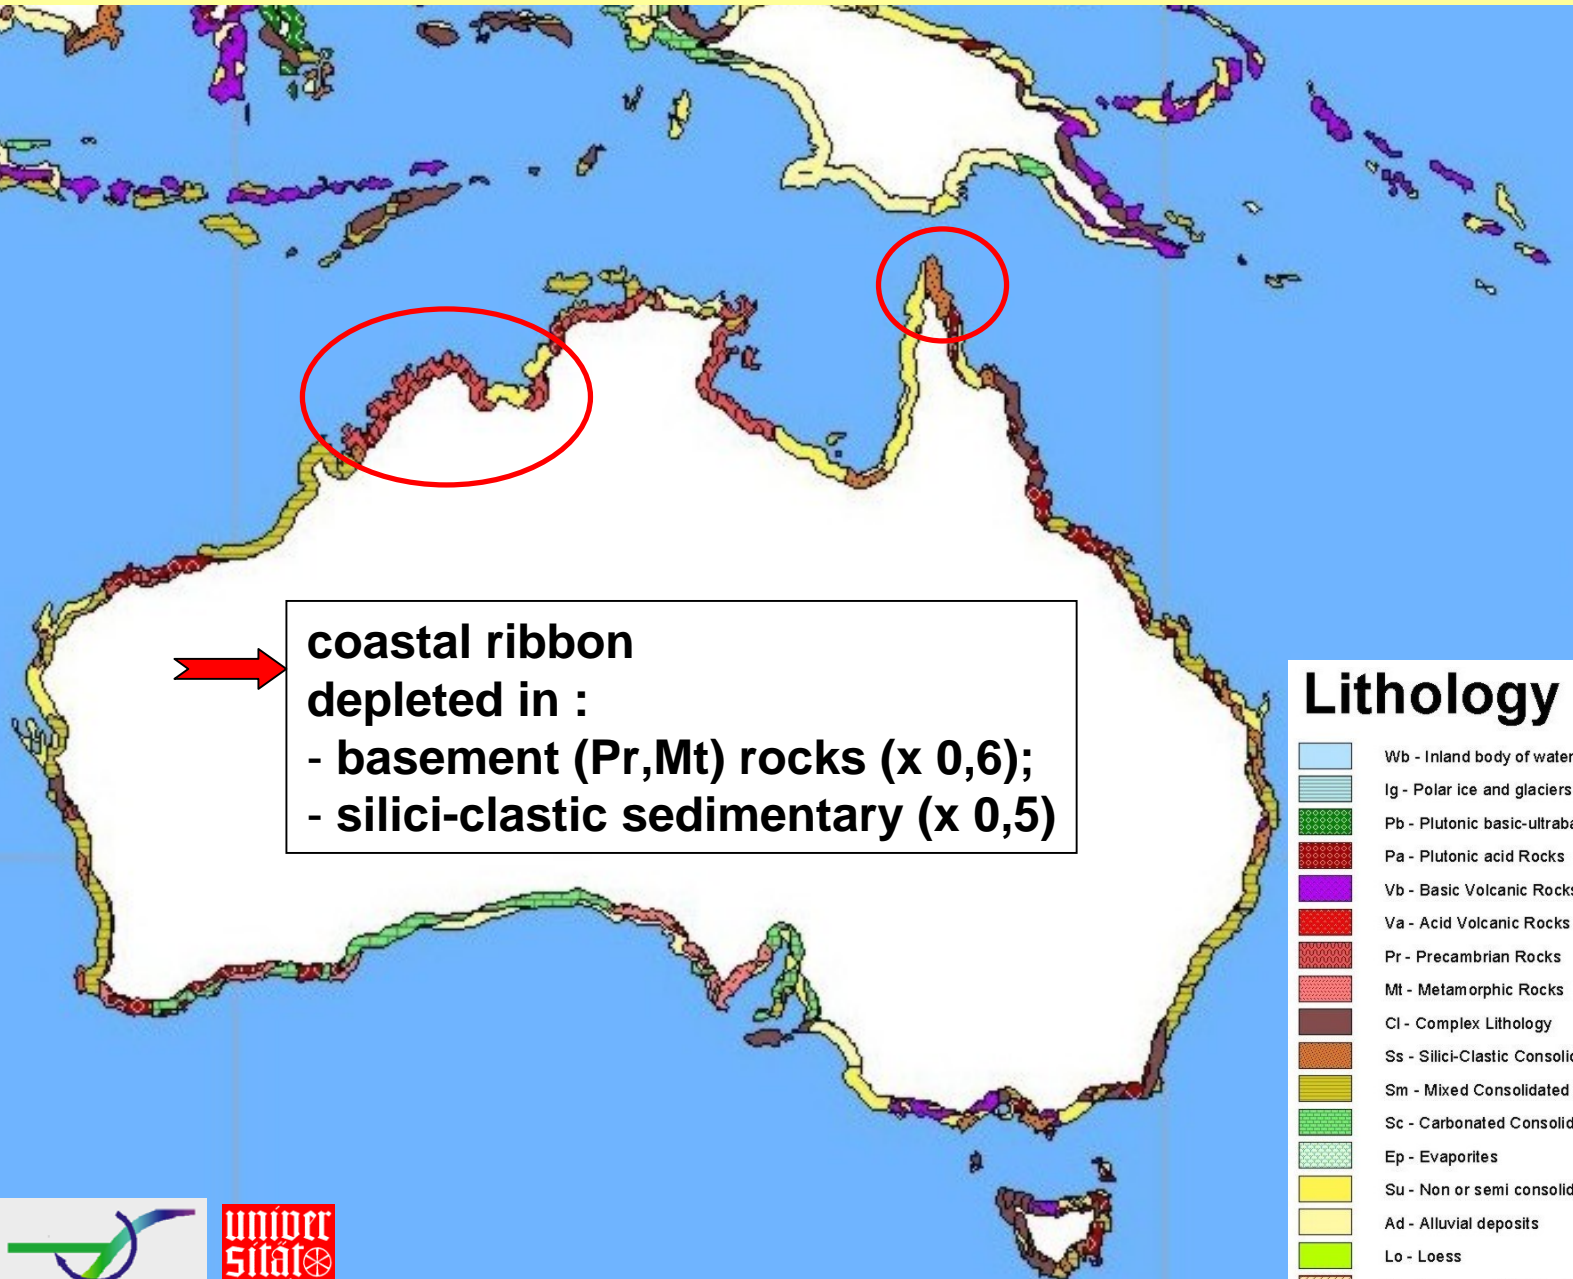 coastal ribbon
depleted in :
- basement (Pr,Mt) rocks (x 0,6);
- silici-clastic sedimentary (x 0,5)
Lithology
Wb - Inland body of water
Ig - Polar ice and glaciers
Pb - Plutonic basic-ultraba
Pa - Plutonic acid Rocks
Vb - Basic Volcanic Rocks
Va - Acid Volcanic Rocks
Pr - Precambrian Rocks
Mt - Metamorphic Rocks
Cl - Complex Lithology
Ss - Silici-Clastic Consolid
Sm - Mixed Consolidated
Sc - Carbonated Consolid
Ep - Evaporites
Su - Non or semi consolid
Ad - Alluvial deposits
Lo - Loess
univer
sität